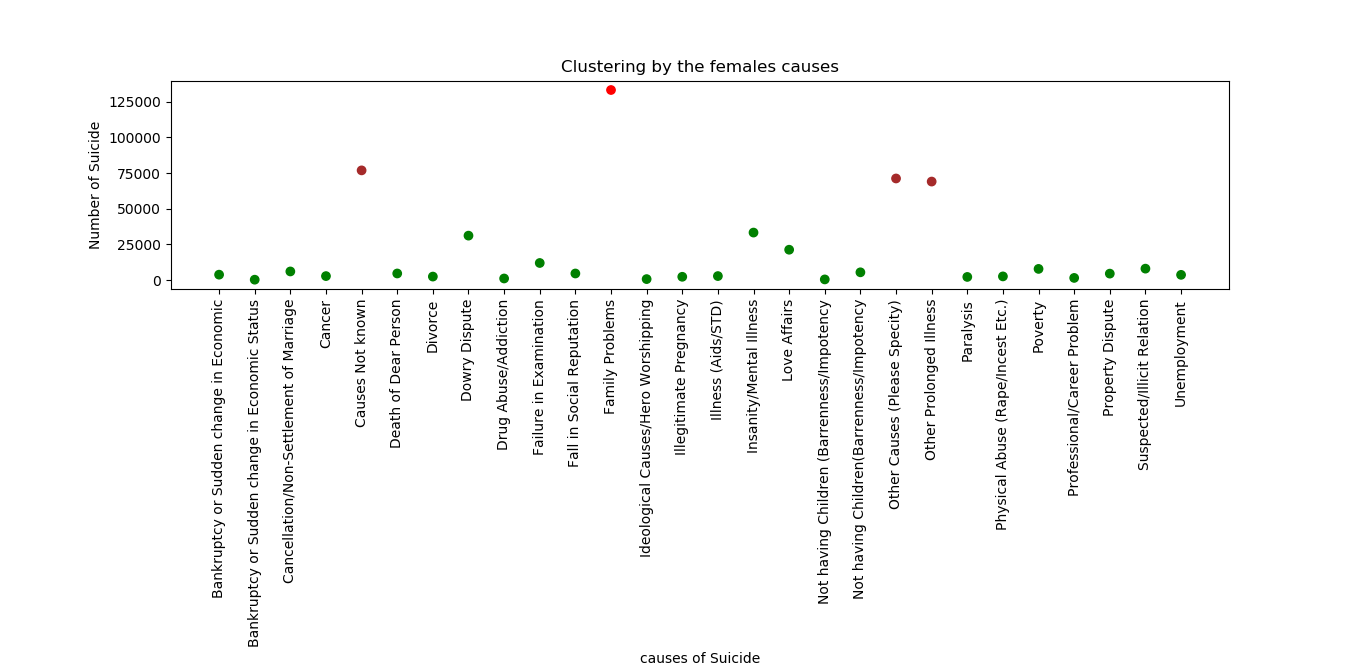 Clustering by the females causes
Number of Suicide
125000
100000
75000
50000
25000
0
Bankruptcy or Sudden change in Economic
Bankruptcy or Sudden change in Economic Status
Cancellation/Non-Settlement of Marriage
Cancer
Causes Not known
Death of Dear Person
Divorce
Dowry Dispute
Drug Abuse/Addiction
Failure in Examination
Fall in Social Reputation
Family Problems
Ideological Causes/Hero Worshipping
Illegitimate Pregnancy
Illness (Aids/STD)
Insanity/Mental Illness
Love Affairs
Not having Children (Barrenness/Impotency
Not having Children(Barrenness/Impotency
Other Causes (Please Specity)
Other Prolonged Illness
Paralysis
Physical Abuse (Rape/Incest Etc.)
Poverty
Professional/Career Problem
Property Dispute
Suspected/Illicit Relation
Unemployment
causes of Suicide